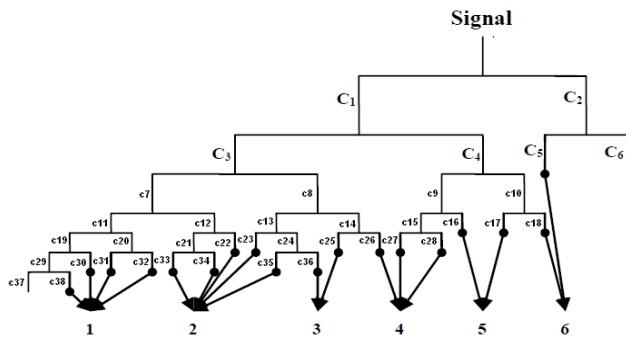 Signal
C1 C2
C3 C4 C5 C6
c7 c8 c9 c10
c11 c12 c13 c14 c15 c16 c17 c18
c19 c20 c21 c22 c23 c24 c25 c26 c27 c28
c29 c30 c31 c32 c33 c34 c35 c36
c37 c38
1 2 3 4 5 6